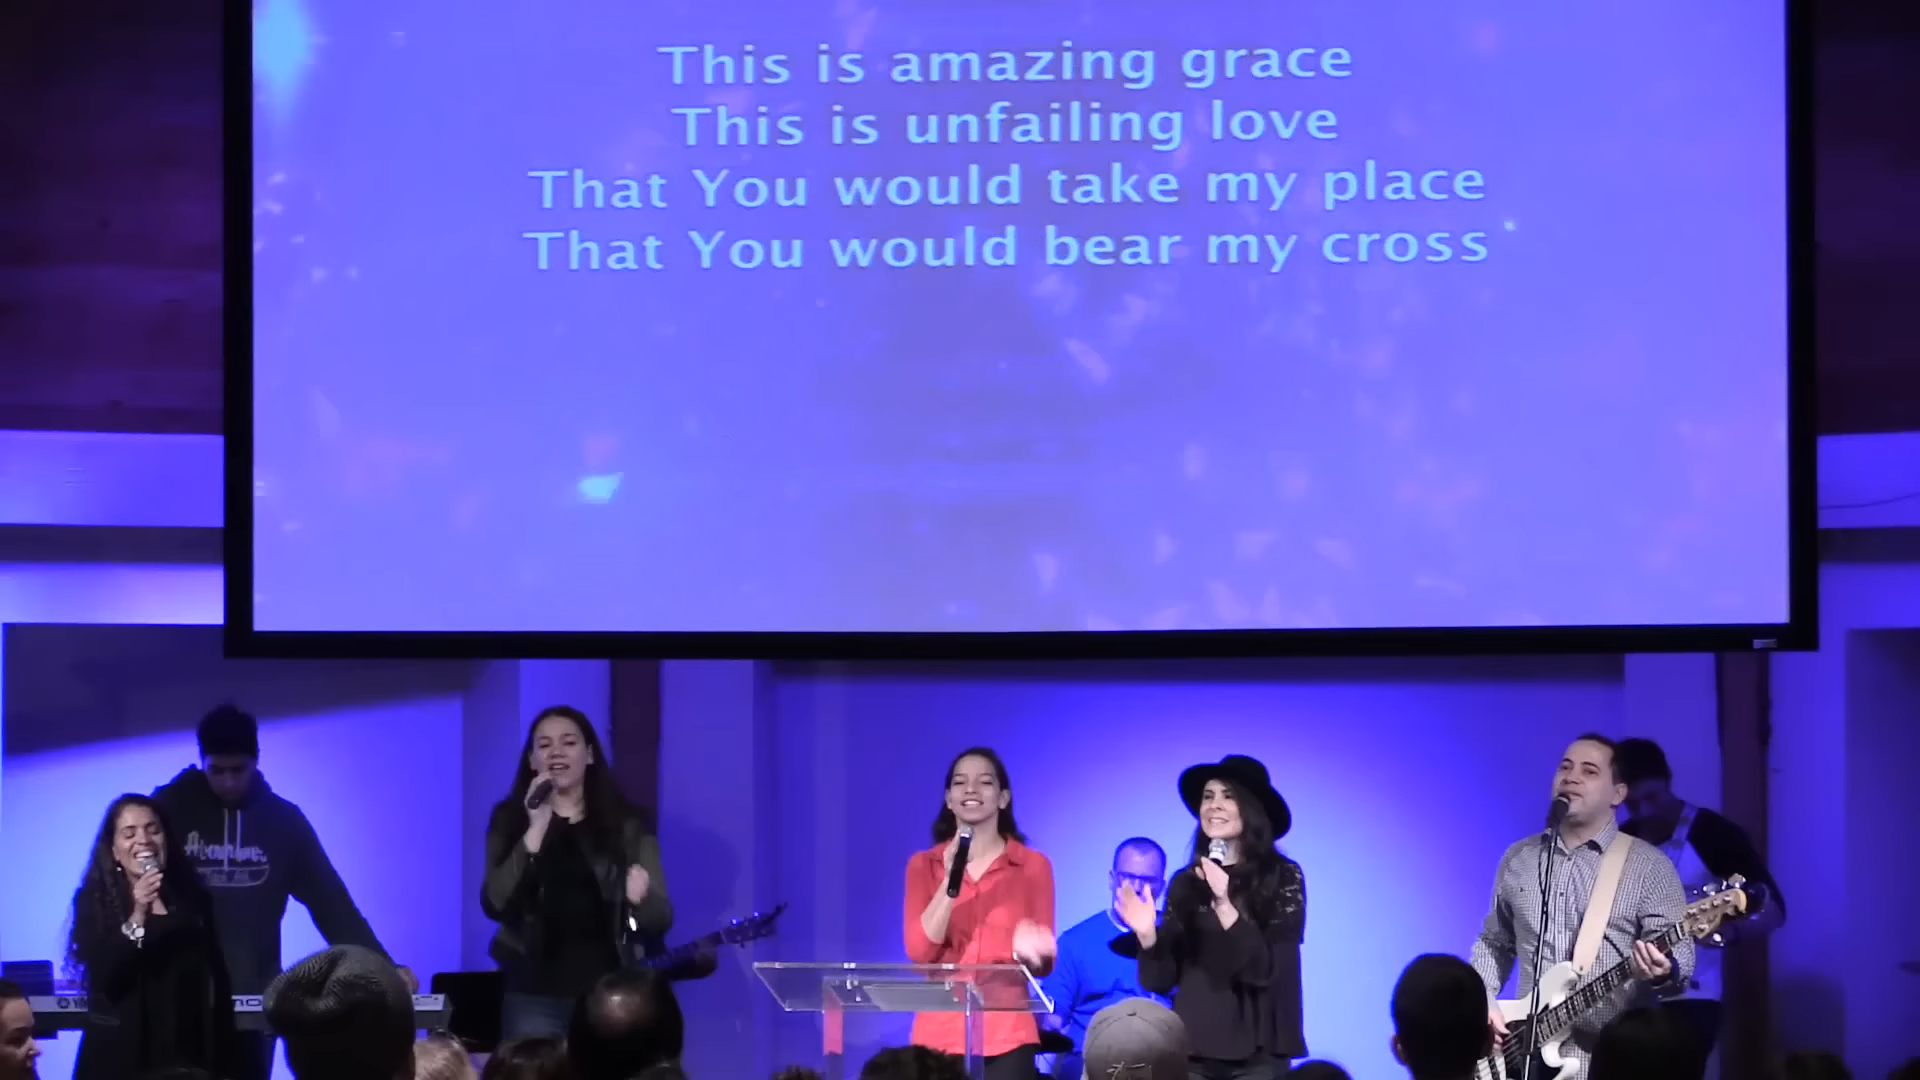 This is amazing grace
This is unfailing love
That You would take my place
That You would bear my cross